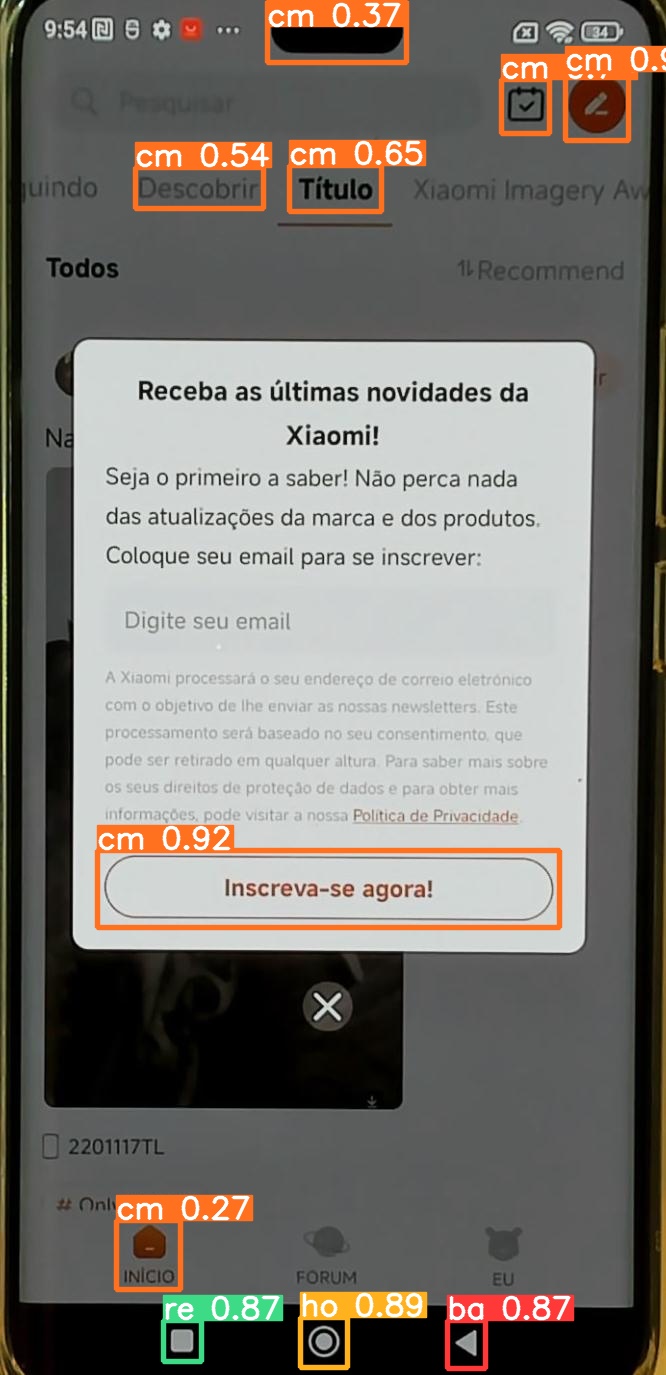 cm 0.37
9:54
34
cm
cm
Pesquisar
cm 0.54
cm 0.65
Descobrir
Título
Xiaomi Imagery
Todos
Recommend
Receba as últimas novidades da
Xiaomi!
Seja o primeiro a saber! Não perca nada
das atualizações da marca e dos produtos.
Coloque seu email para se inscrever:
Digite seu email
A Xiaomi processará o seu endereço de correio eletrónico
com o objetivo de lhe enviar as nossas newsletters. Este
processamento será baseado no seu consentimento, que
pode ser retirado em qualquer altura. Para saber mais sobre
os seus direitos de proteção de dados e para obter mais
informações, pode visitar a nossa Política de Privacidade.
cm 0.92
Inscreva-se agora!
2201117TL
cm 0.27
INÍCIO
FÓRUM
EU
re 0.87
ho 0.89
ba 0.87